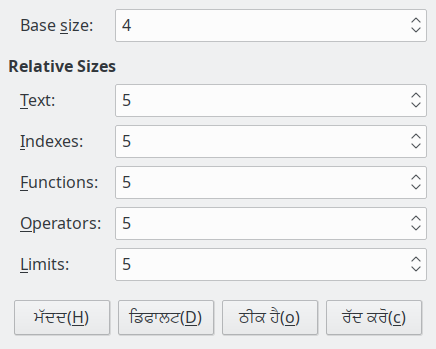 Base size: 4
Relative Sizes
Text: 5
Indexes: 5
Functions: 5
Operators: 5
Limits: 5
ਮੱਦਦ(H) ਡਿਫਾਲਟ(D) ਠੀਕ ਹੈ(o) ਰੱਦ ਕਰੋ(c)